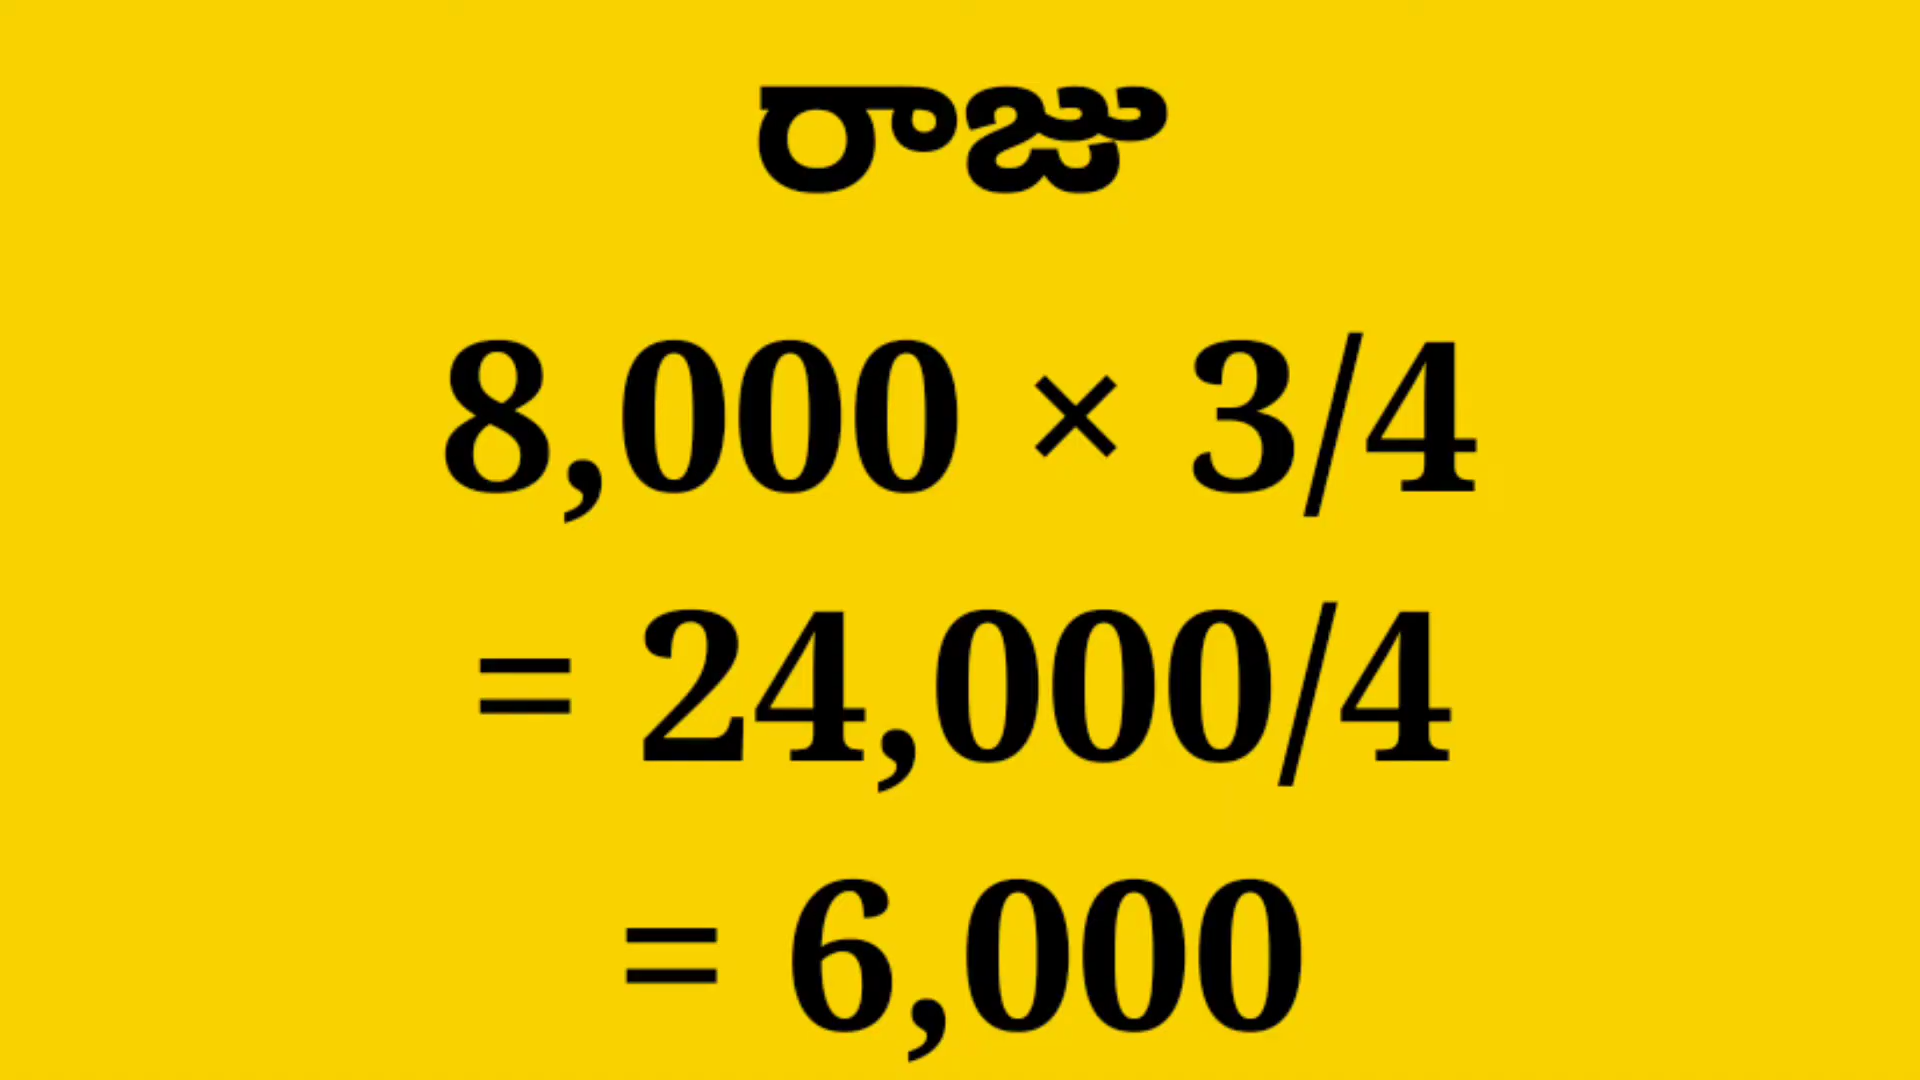 రాజు
8,000 × 3/4
= 24,000/4
= 6,000